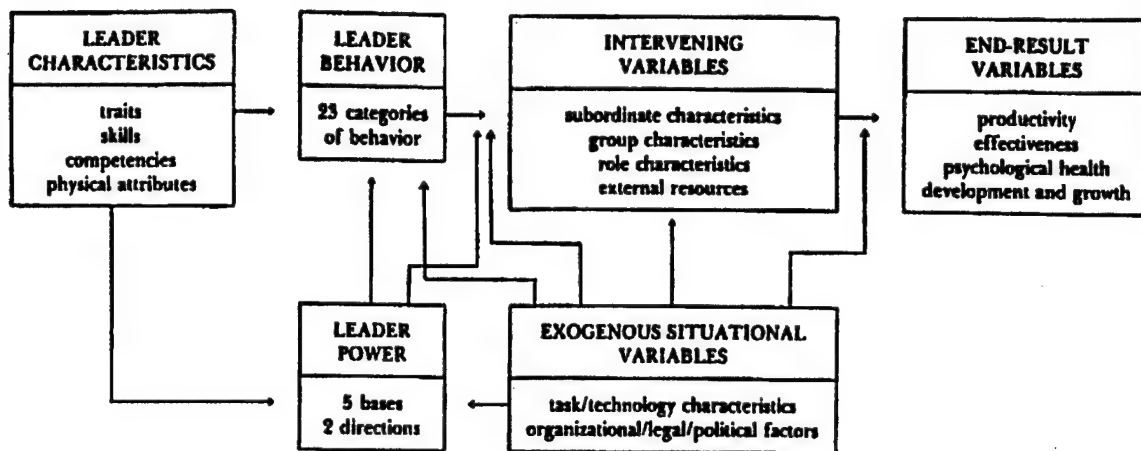 LEADER
CHARACTERISTICS
traits
skills
competencies
physical attributes
LEADER
BEHAVIOR
23 categories
of behavior
INTERVENING
VARIABLES
subordinate characteristics
group characteristics
role characteristics
external resources
END-RESULT
VARIABLES
productivity
effectiveness
psychological health
development and growth
LEADER
POWER
5 bases
2 directions
EXOGENOUS SITUATIONAL
VARIABLES
task/technology characteristics
organizational/legal/political factors